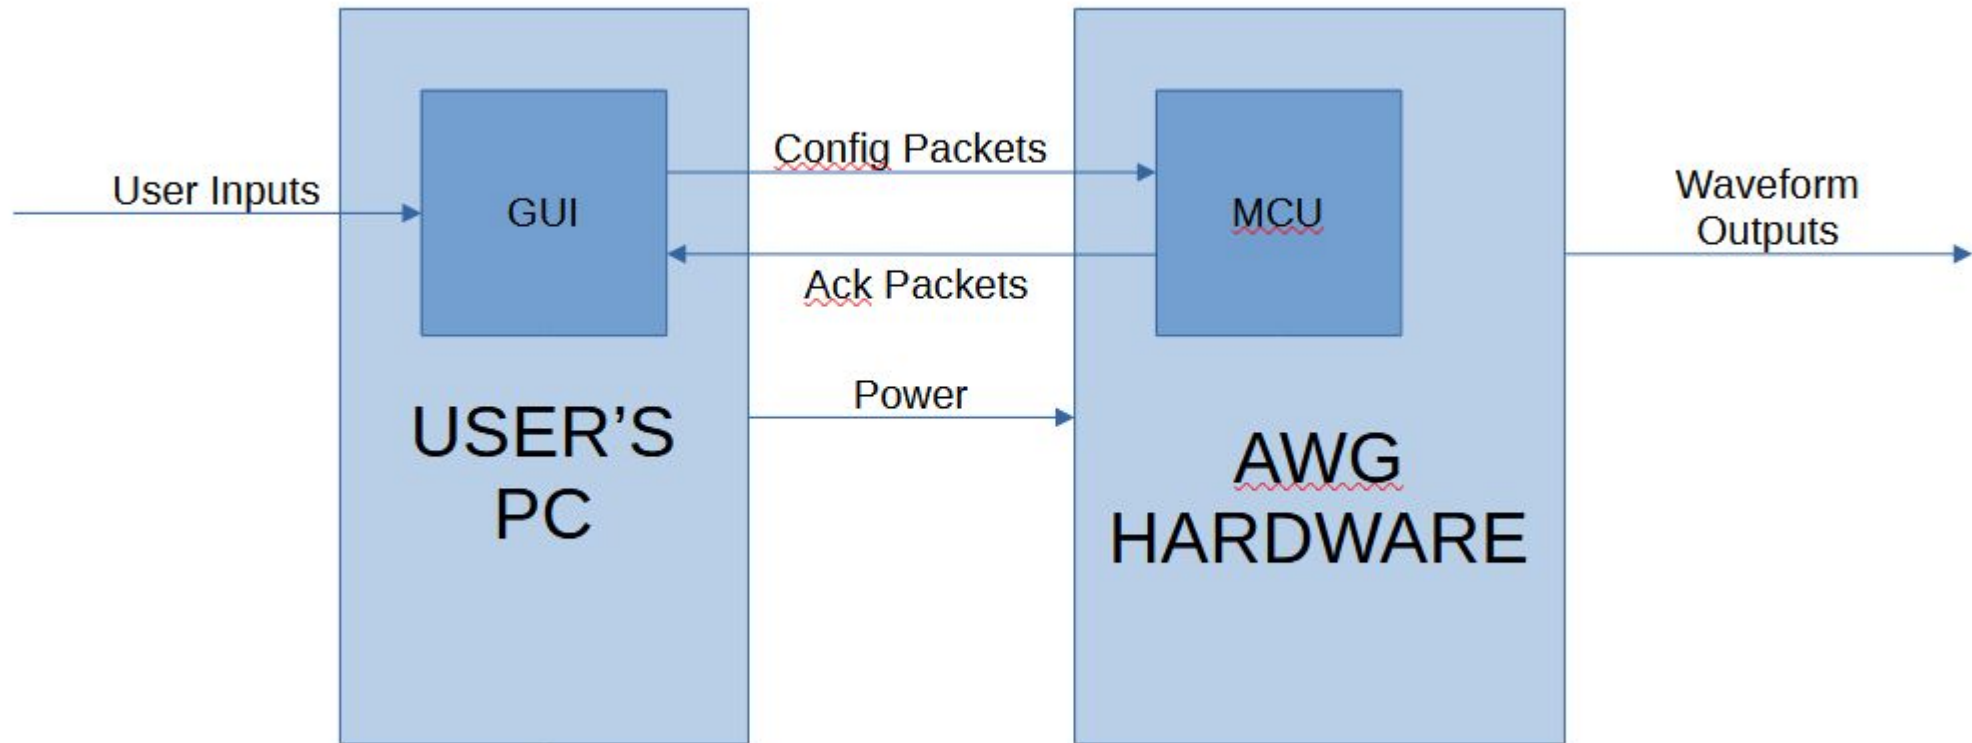 User Inputs
GUI
Config Packets
Ack Packets
Power
MCU
Waveform
Outputs
USER’S
PC
AWG
HARDWARE